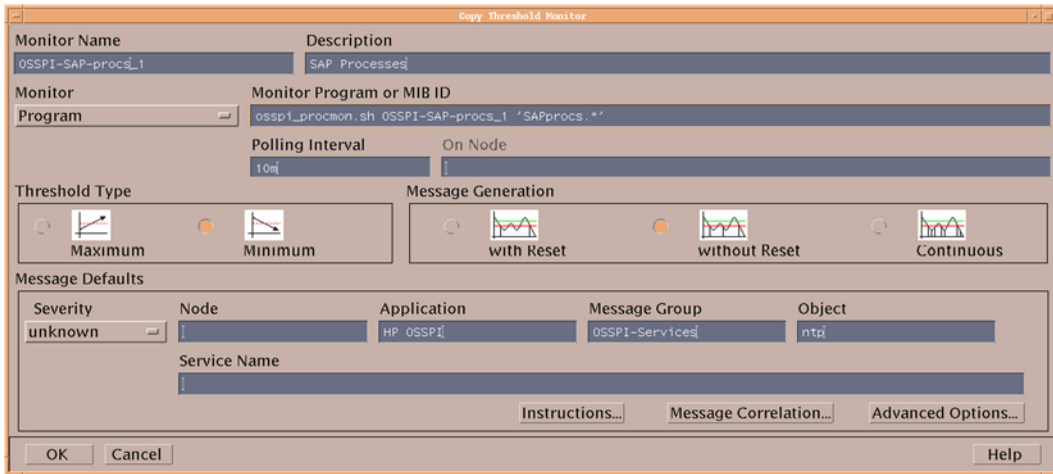 Copy Threshold Monitor
Monitor Name Description
OSSPI-SAP-procs_1 SAP Processes
Monitor Monitor Program or MIB ID
Program osspi_procmon.sh OSSPI-SAP-procs_1 'SAPprocs.*'
Polling Interval On Node
10m
Threshold Type Message Generation
Maximum Minimum with Reset without Reset Continuous
Message Defaults
Severity Node Application Message Group Object
unknown HP OSSPI OSSPI-Services ntp
Service Name
Instructions... Message Correlation... Advanced Options...
OK Cancel Help